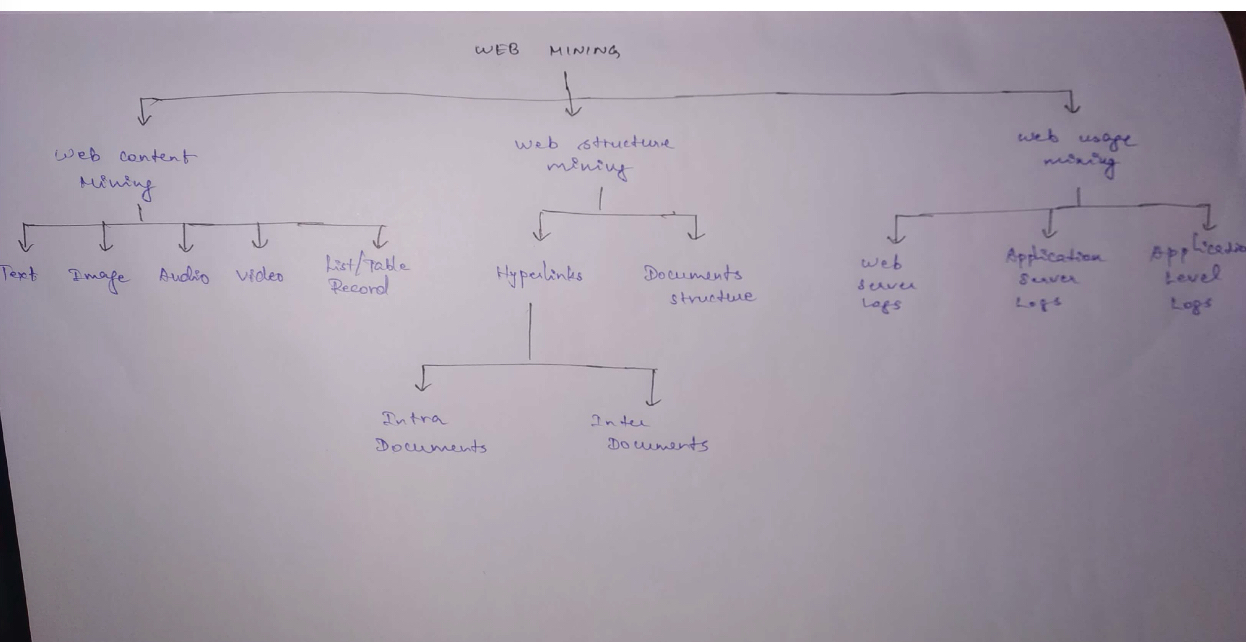 WEB MINING
Web content
Mining
Web structure
mining
web usage
mining
Text
Image
Audio
Video
List/Table
Record
Hyperlinks
Documents
structure
Web
Server
Logs
Application
Server
Logs
Applicatio
Level
Logs
Intra
Documents
Inter
Documents